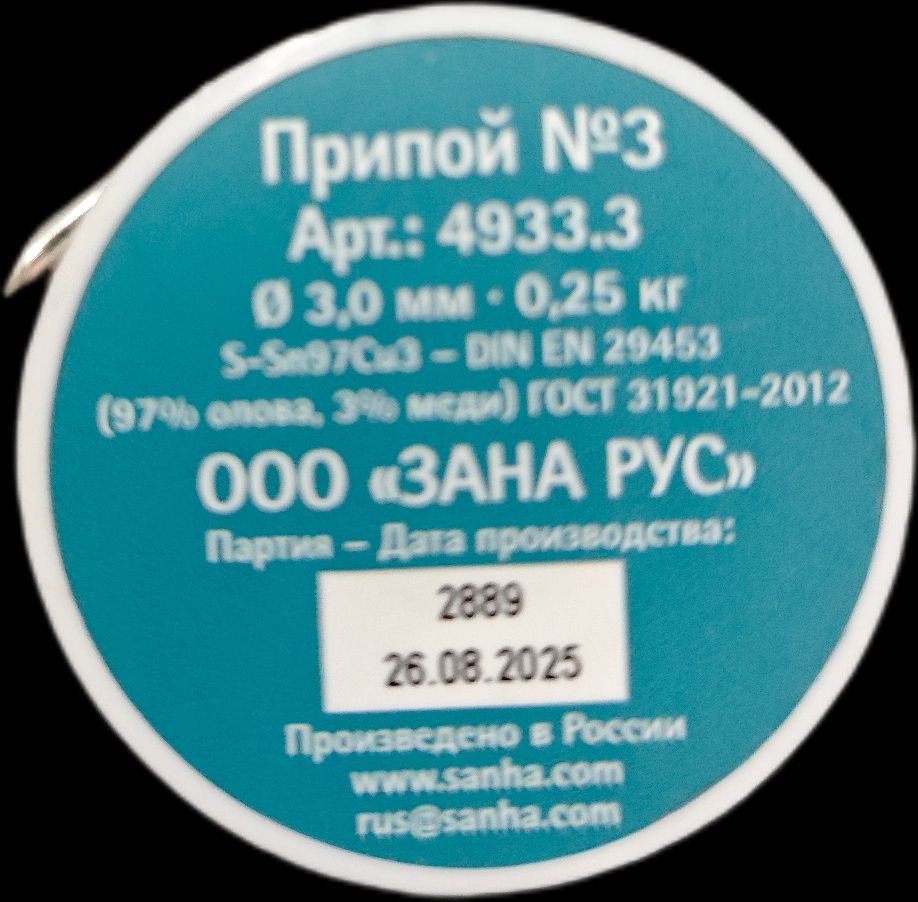 Припой №3
Арт.: 4933.3
Ø 3,0 мм · 0,25 кг
S-Sn97Cu3 – DIN EN 29453
(97% олова, 3% меди) ГОСТ 31921-2012
ООО «ЗАНА РУС»
Партия – Дата производства:
2889
26.08.2025
Произведено в России
www.sanha.com
rus@sanha.com